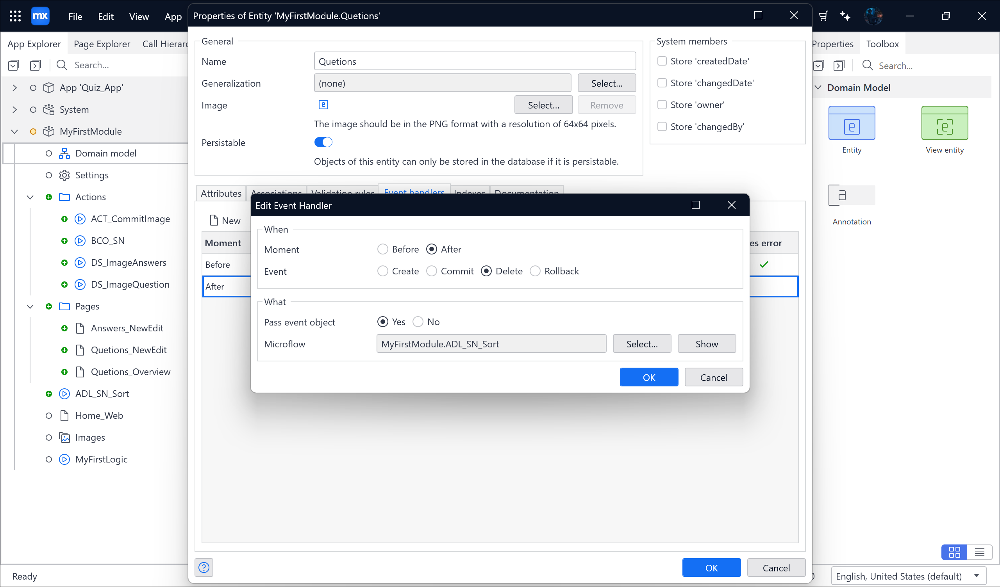 mx File Edit View App
Properties of Entity 'MyFirstModule.Quetions'
App Explorer Page Explorer Call Hierarc
Search...
App 'Quiz_App'
System
MyFirstModule
Domain model
Settings
Actions
ACT_CommitImage
BCO_SN
DS_ImageAnswers
DS_ImageQuestion
Pages
Answers_NewEdit
Quetions_NewEdit
Quetions_Overview
ADL_SN_Sort
Home_Web
Images
MyFirstLogic
Ready
General
Name Quetions
Generalization (none) Select...
Image e Select... Remove
The image should be in the PNG format with a resolution of 64x64 pixels.
Persistable
Objects of this entity can only be stored in the database if it is persistable.
System members
Store 'createdDate'
Store 'changedDate'
Store 'owner'
Store 'changedBy'
Attributes Associations Validation rules Event handlers Indexes Documentation
New
Moment es error
Before
After
Edit Event Handler
When
Moment Before After
Event Create Commit Delete Rollback
What
Pass event object Yes No
Microflow MyFirstModule.ADL_SN_Sort Select... Show
OK Cancel
? OK Cancel
Properties Toolbox
Search...
Domain Model
e e
Entity View entity
a
Annotation
English, United States (default)